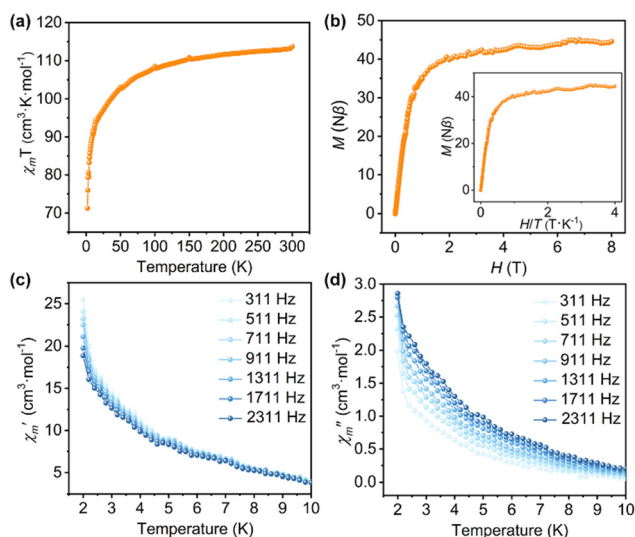 (a)
χₘT (cm³·K·mol⁻¹)
120
110
100
90
80
70
0 50 100 150 200 250 300
Temperature (K)
(b)
M (Nβ)
50
40
30
20
10
0
0 2 4 6 8
H (T)
M (Nβ)
40
20
0
0 2 4
H/T (T·K⁻¹)
(c)
χₘ′ (cm³·mol⁻¹)
25
20
15
10
5
2 3 4 5 6 7 8 9 10
Temperature (K)
311 Hz
511 Hz
711 Hz
911 Hz
1311 Hz
1711 Hz
2311 Hz
(d)
χₘ″ (cm³·mol⁻¹)
3.0
2.5
2.0
1.5
1.0
0.5
0.0
1 2 3 4 5 6 7 8 9 10
Temperature (K)
311 Hz
511 Hz
711 Hz
911 Hz
1311 Hz
1711 Hz
2311 Hz